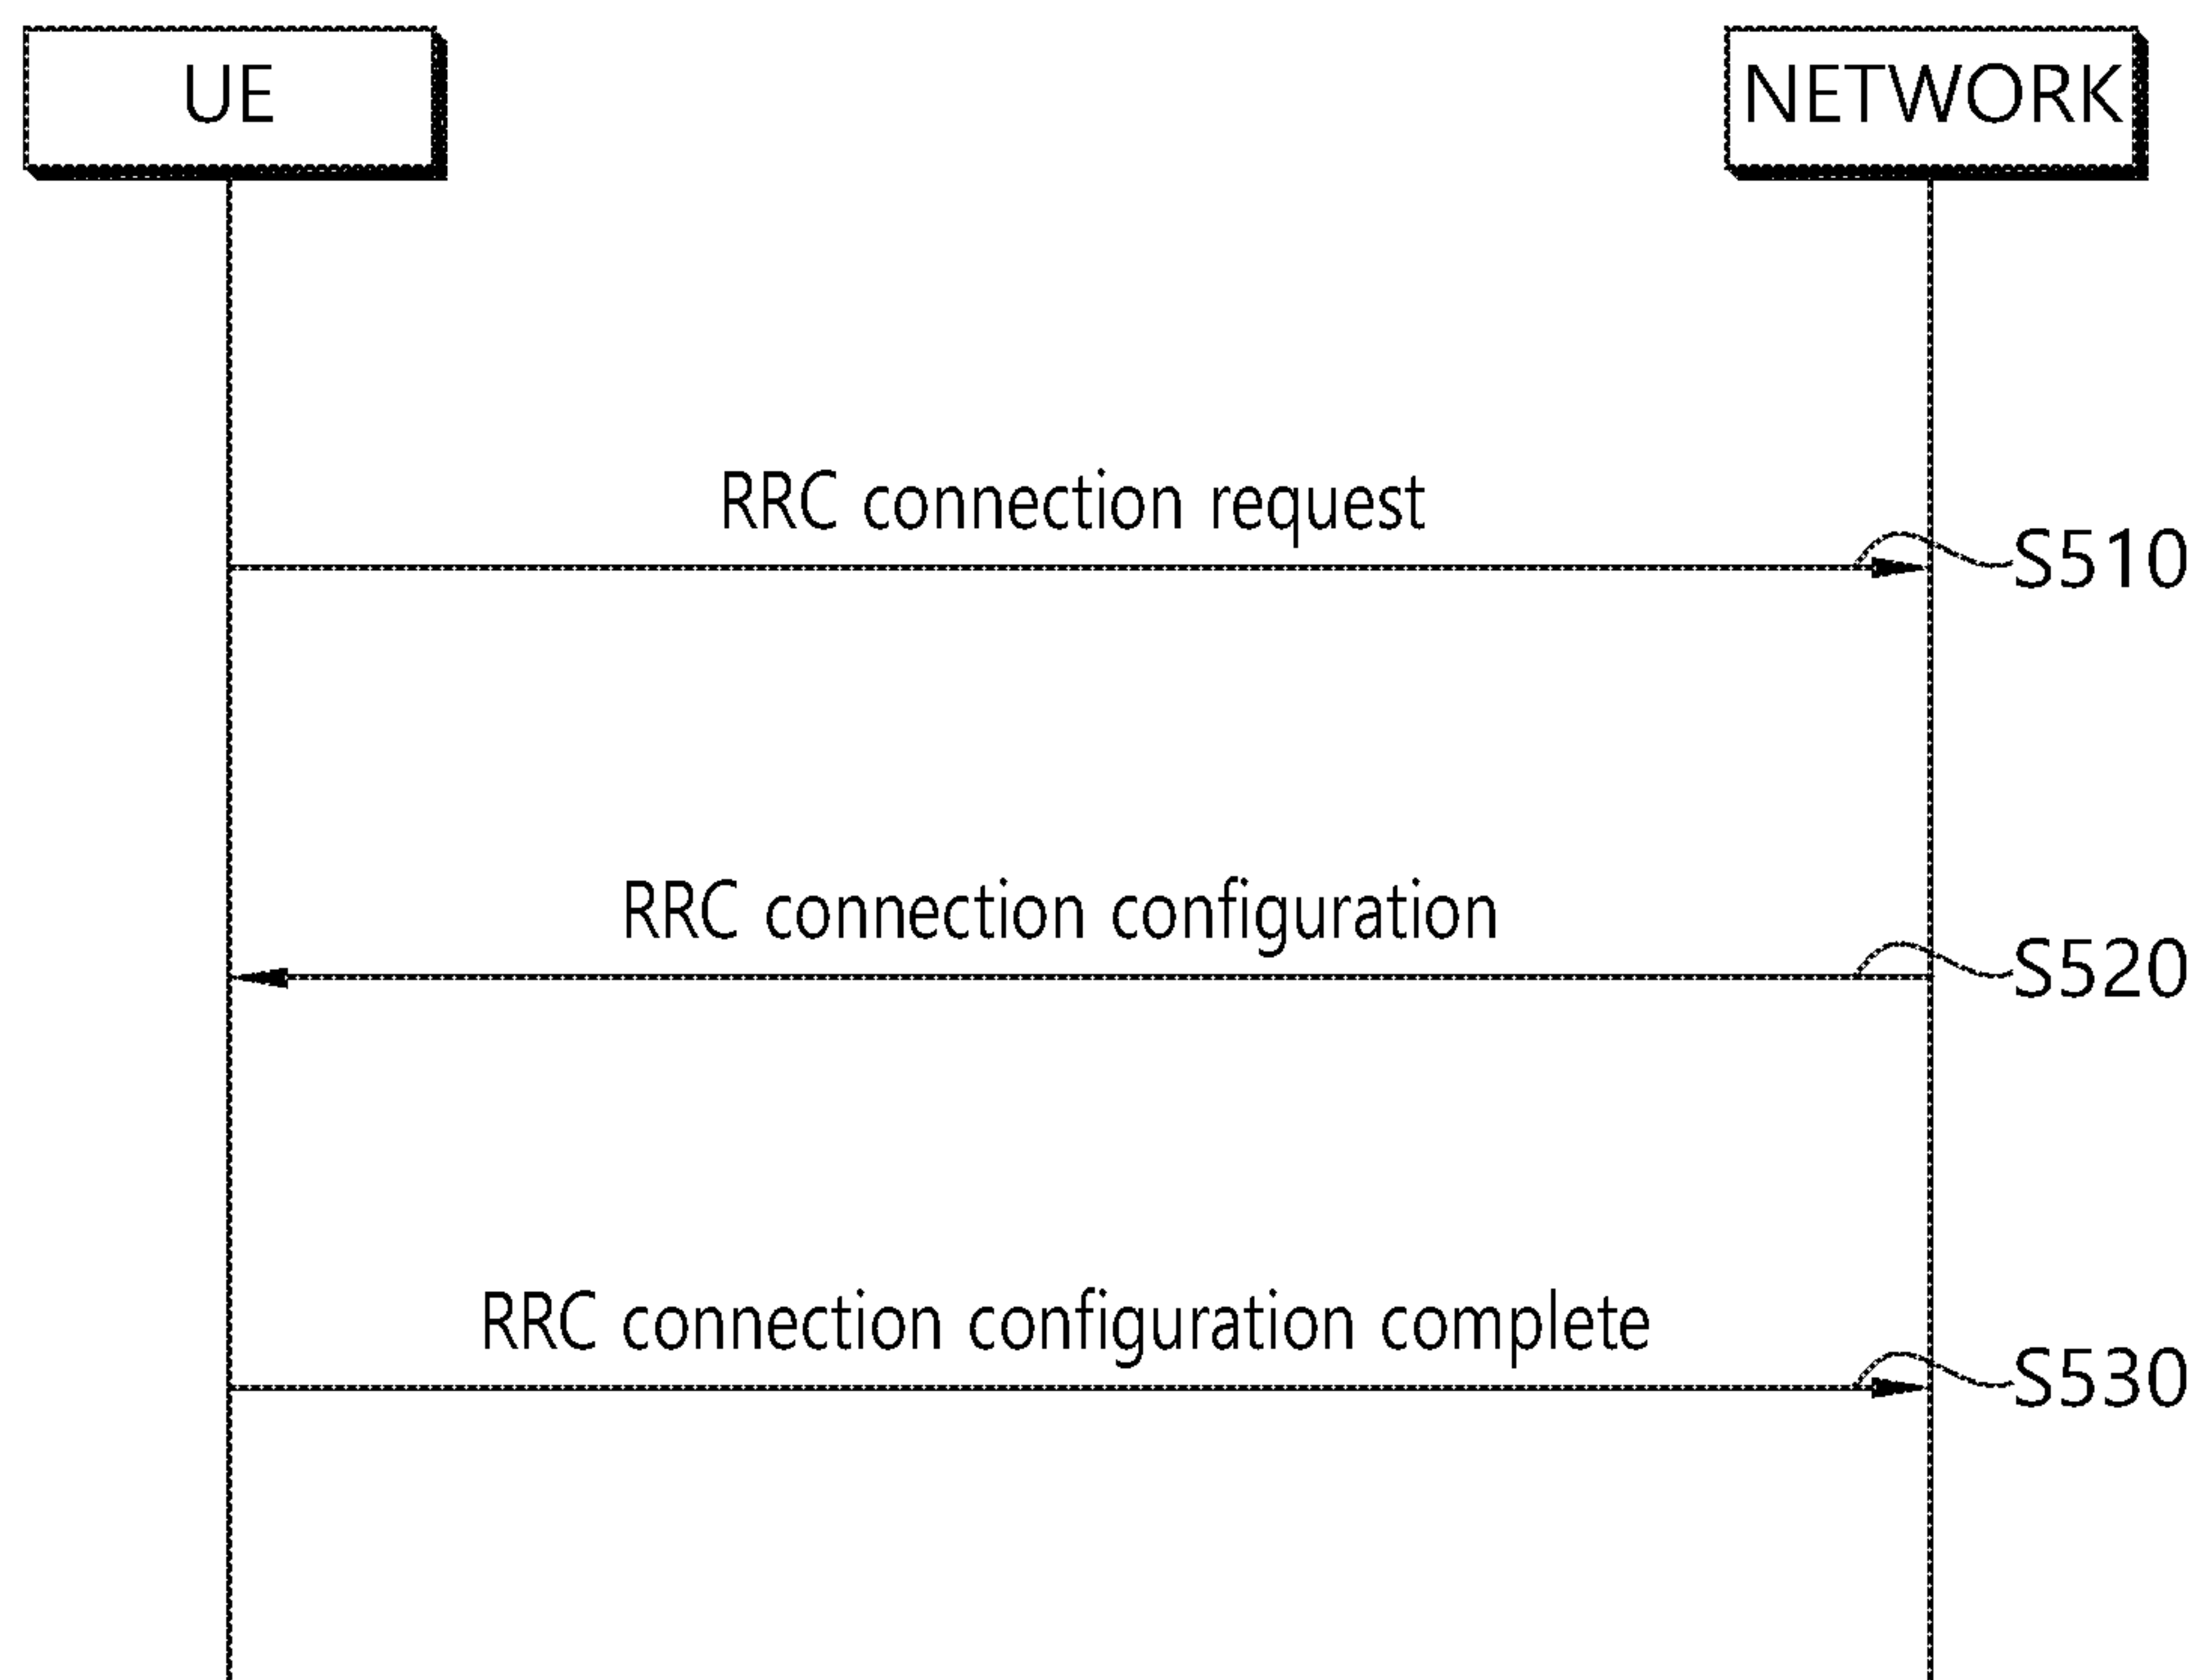 UE
NETWORK
RRC connection request
S510
RRC connection configuration
S520
RRC connection configuration complete
S530